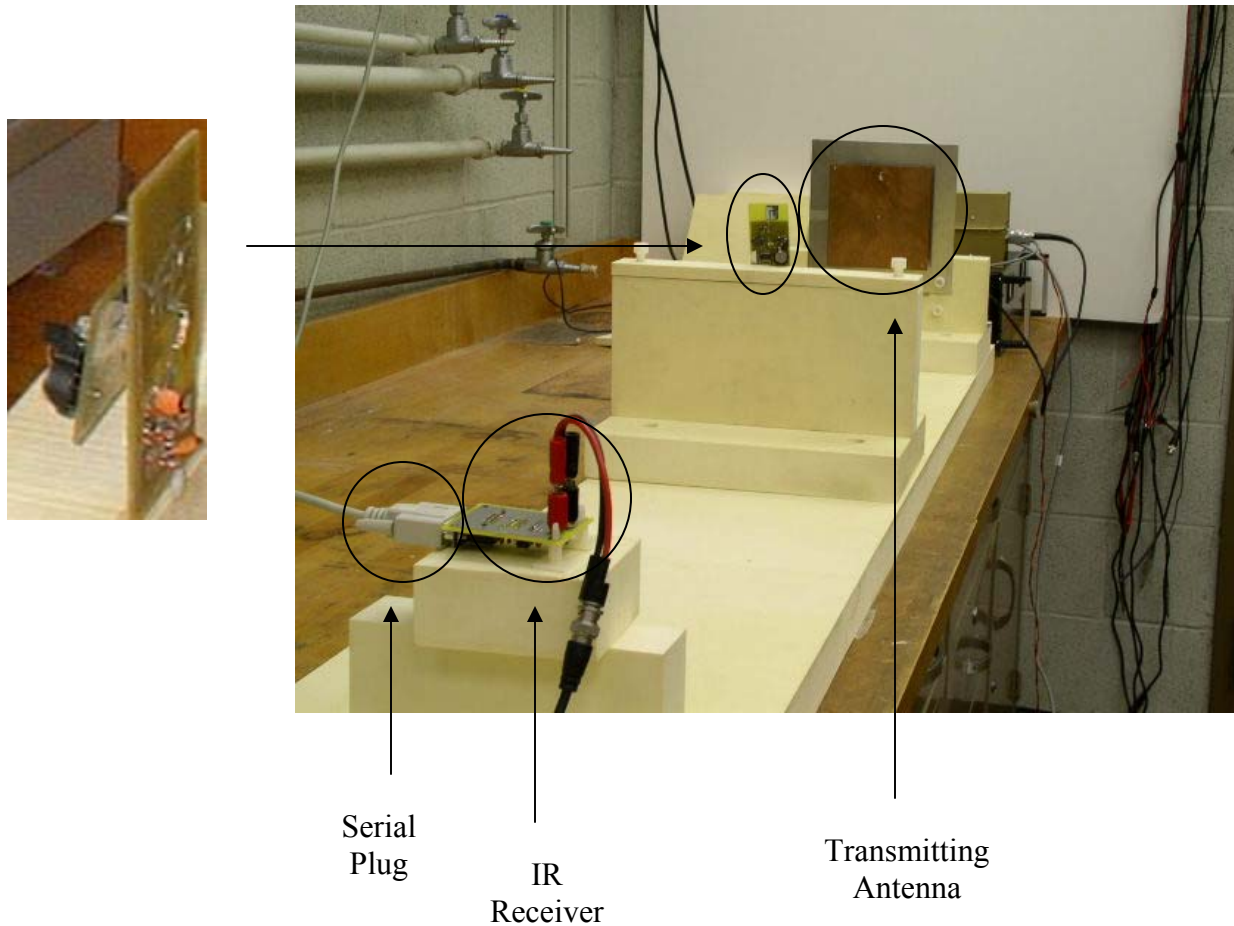 Serial
Plug
IR
Receiver
Transmitting
Antenna